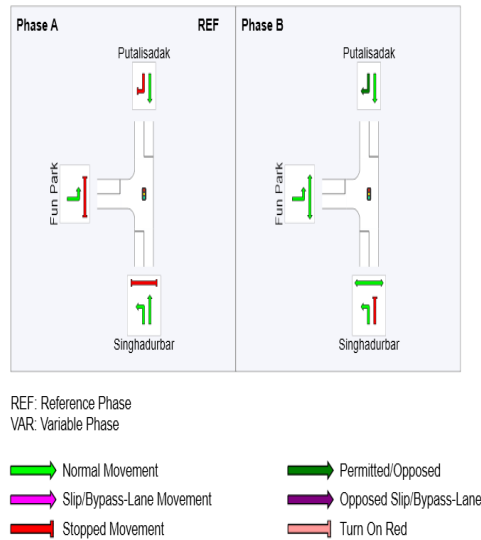 Phase A
REF
Phase B
Putalisadak
Putalisadak
Fun Park
Fun Park
Singhadurbar
Singhadurbar
REF: Reference Phase
VAR: Variable Phase
Normal Movement
Permitted/Opposed
Slip/Bypass-Lane Movement
Opposed Slip/Bypass-Lane
Stopped Movement
Turn On Red